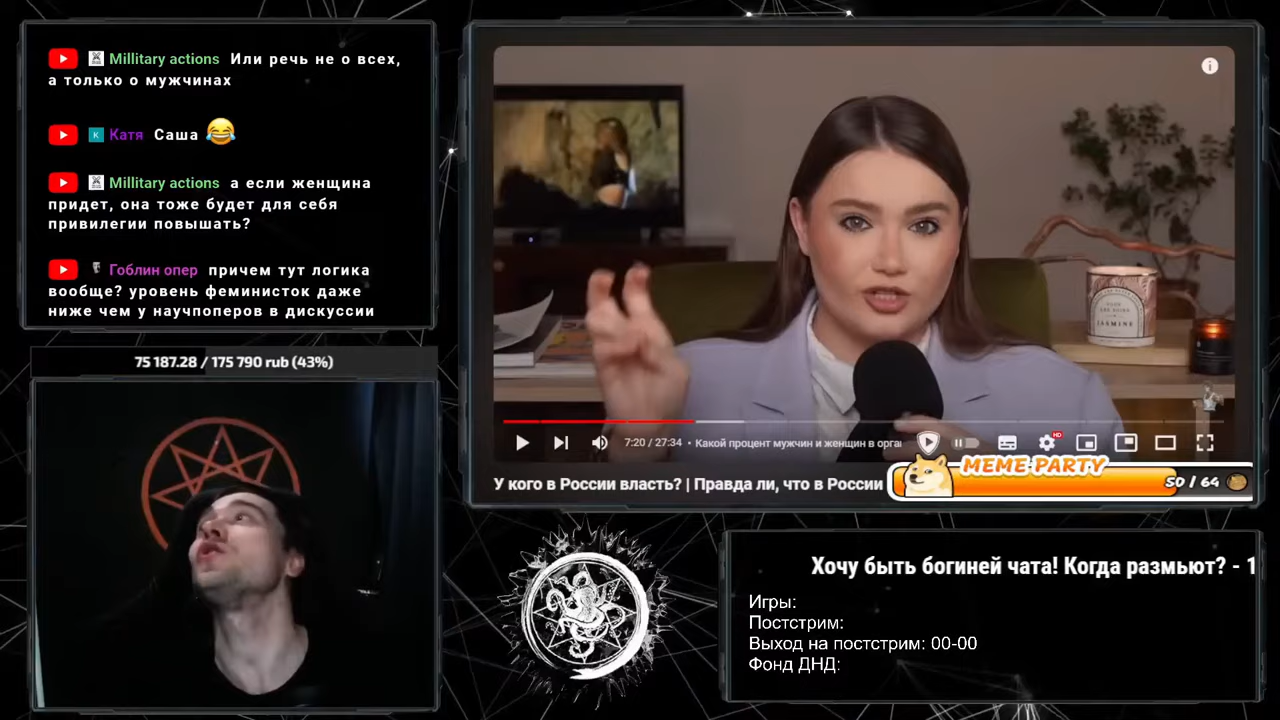 Millitary actions Или речь не о всех,
а только о мужчинах
К Катя Саша 😂
Millitary actions а если женщина
придет, она тоже будет для себя
привилегии повышать?
Гоблин опер причем тут логика
вообще? уровень феминисток даже
ниже чем у научпоперов в дискуссии
75 187.28 / 175 790 rub (43%)
JASMINE
7:20 / 27:34 • Какой процент мужчин и женщин в орга
HD
У кого в России власть? | Правда ли, что в России
MEME PARTY
50 / 64
Хочу быть богиней чата! Когда размьют? - 1
Игры:
Постстрим:
Выход на постстрим: 00-00
Фонд ДНД: